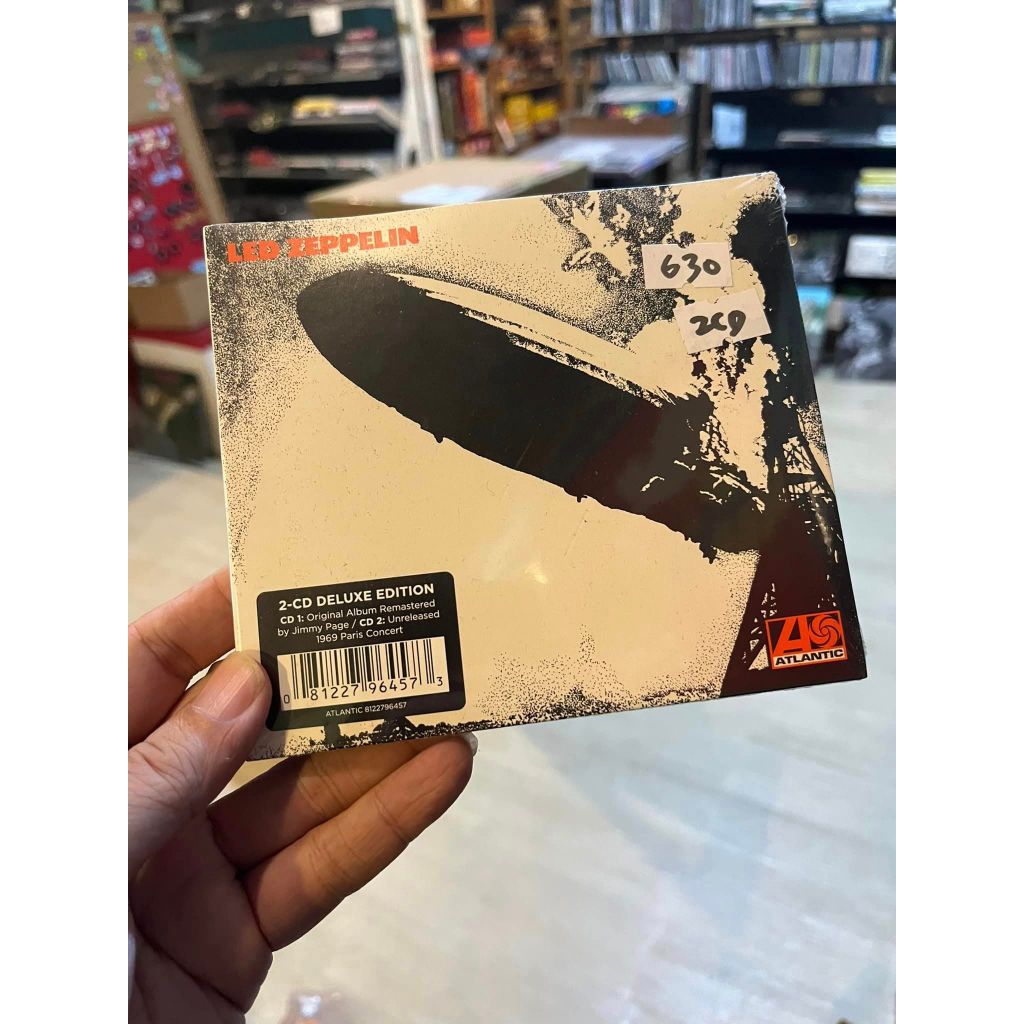 LED ZEPPELIN
630
2CD
2-CD DELUXE EDITION
CD 1: Original Album Remastered
by Jimmy Page / CD 2: Unreleased
1969 Paris Concert
0 81227 96457 3
ATLANTIC 8122796457
ATLANTIC